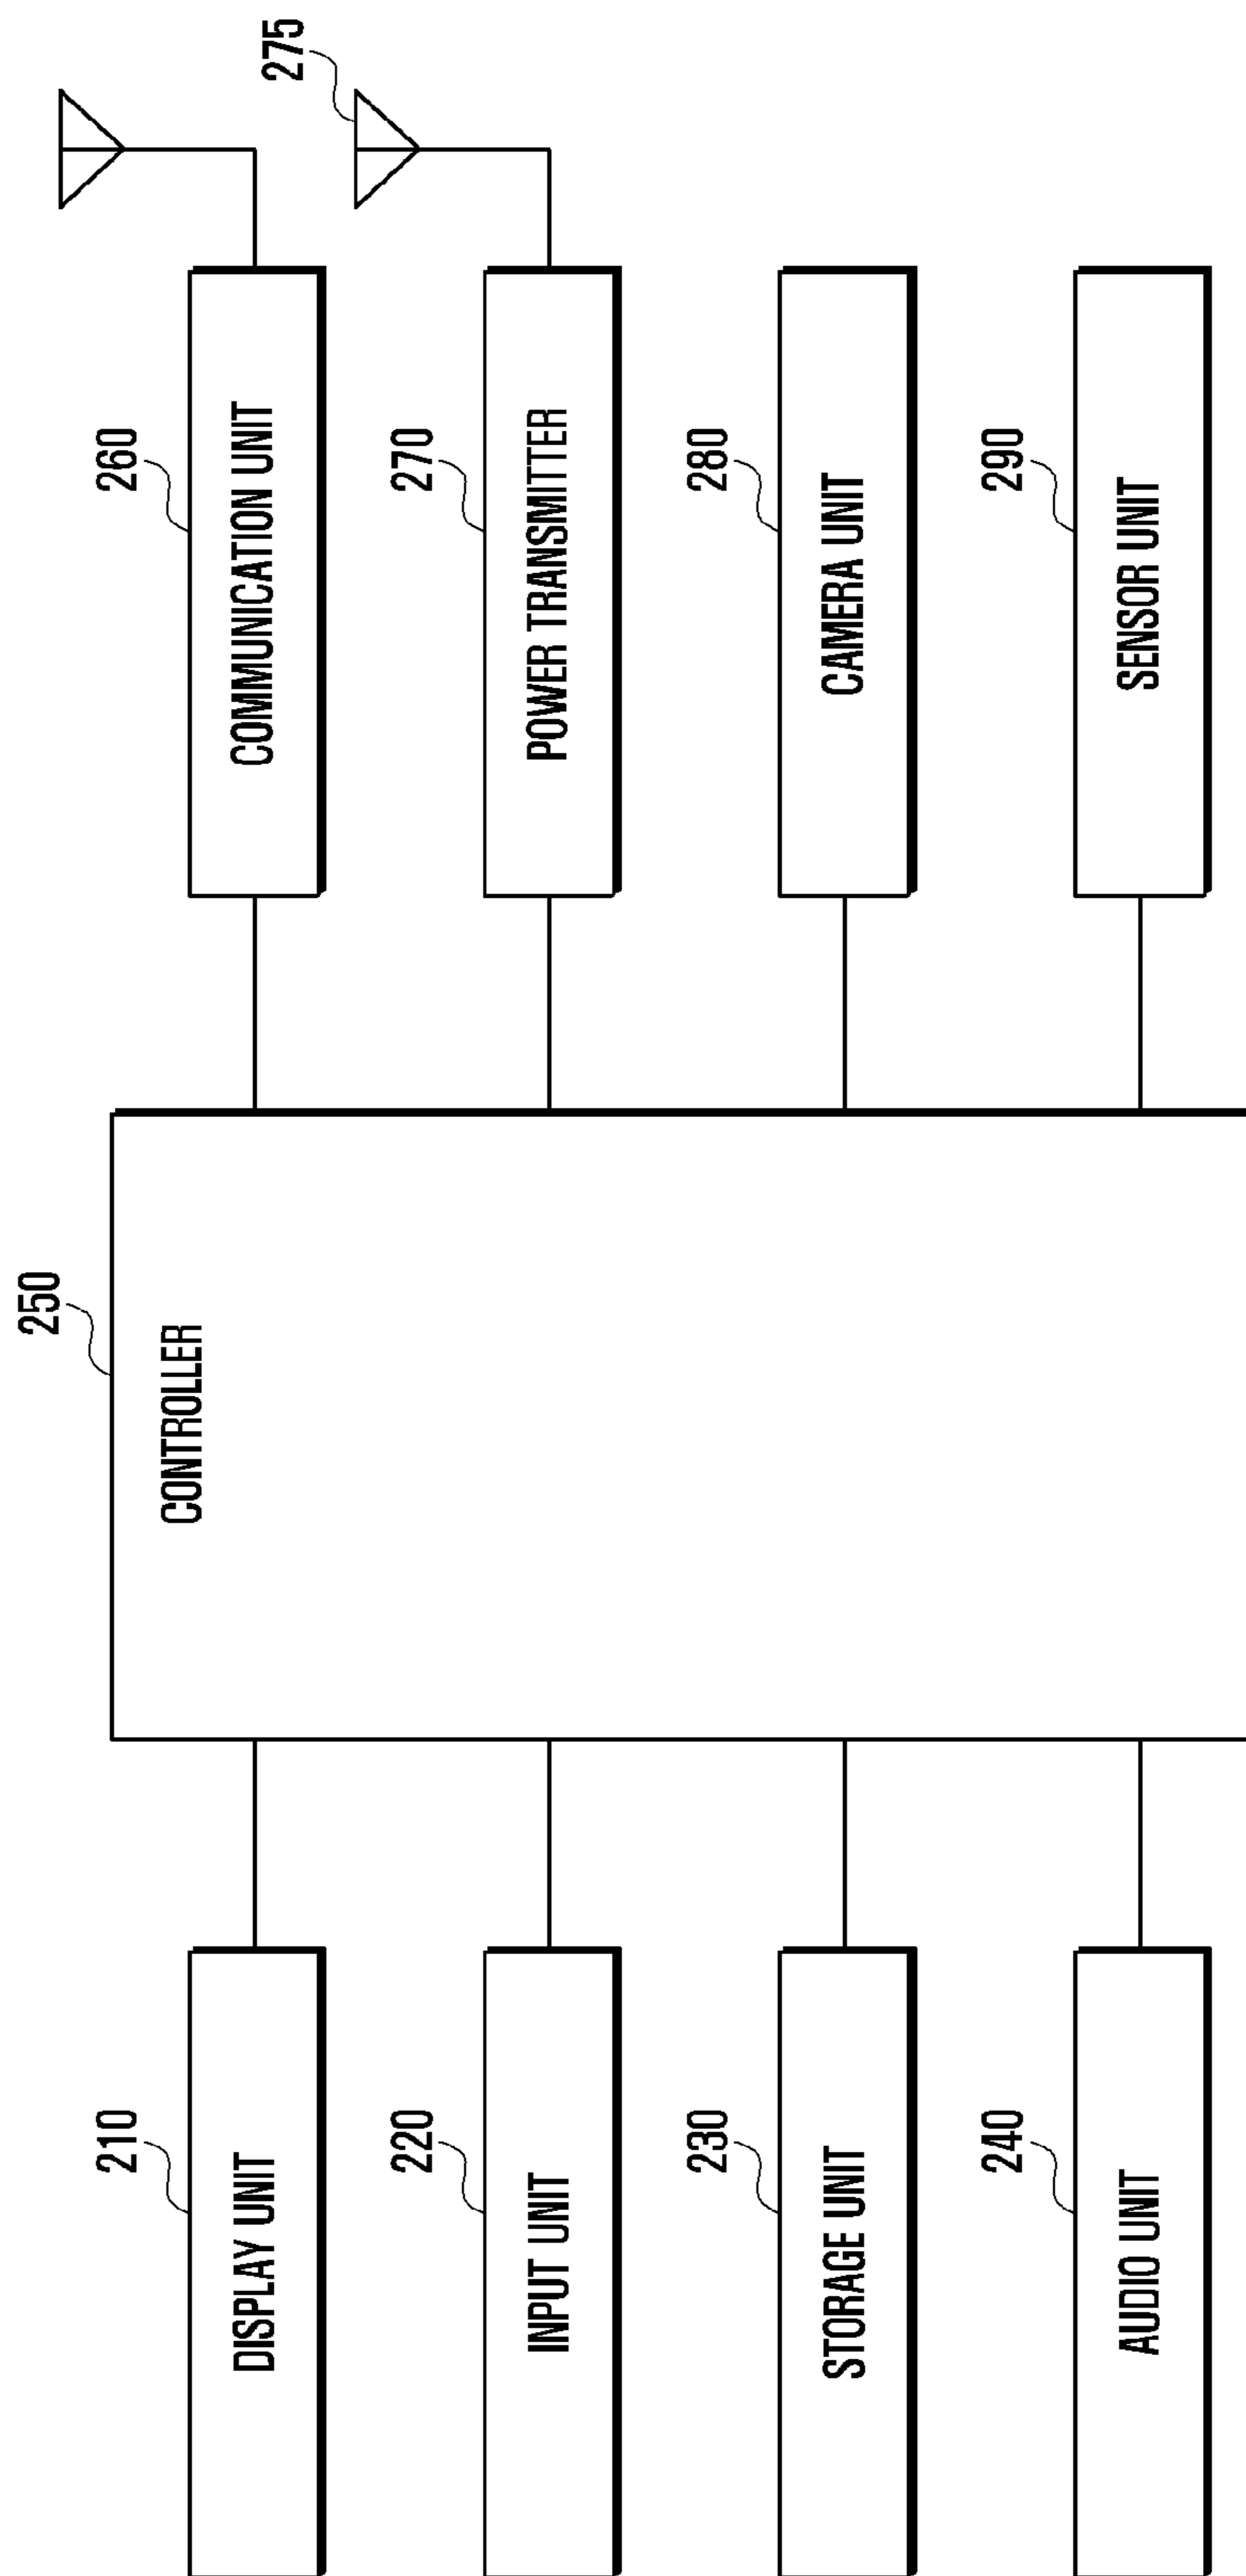 250
210
DISPLAY UNIT
220
INPUT UNIT
230
STORAGE UNIT
240
AUDIO UNIT
CONTROLLER
260
COMMUNICATION UNIT
275
270
POWER TRANSMITTER
280
CAMERA UNIT
290
SENSOR UNIT